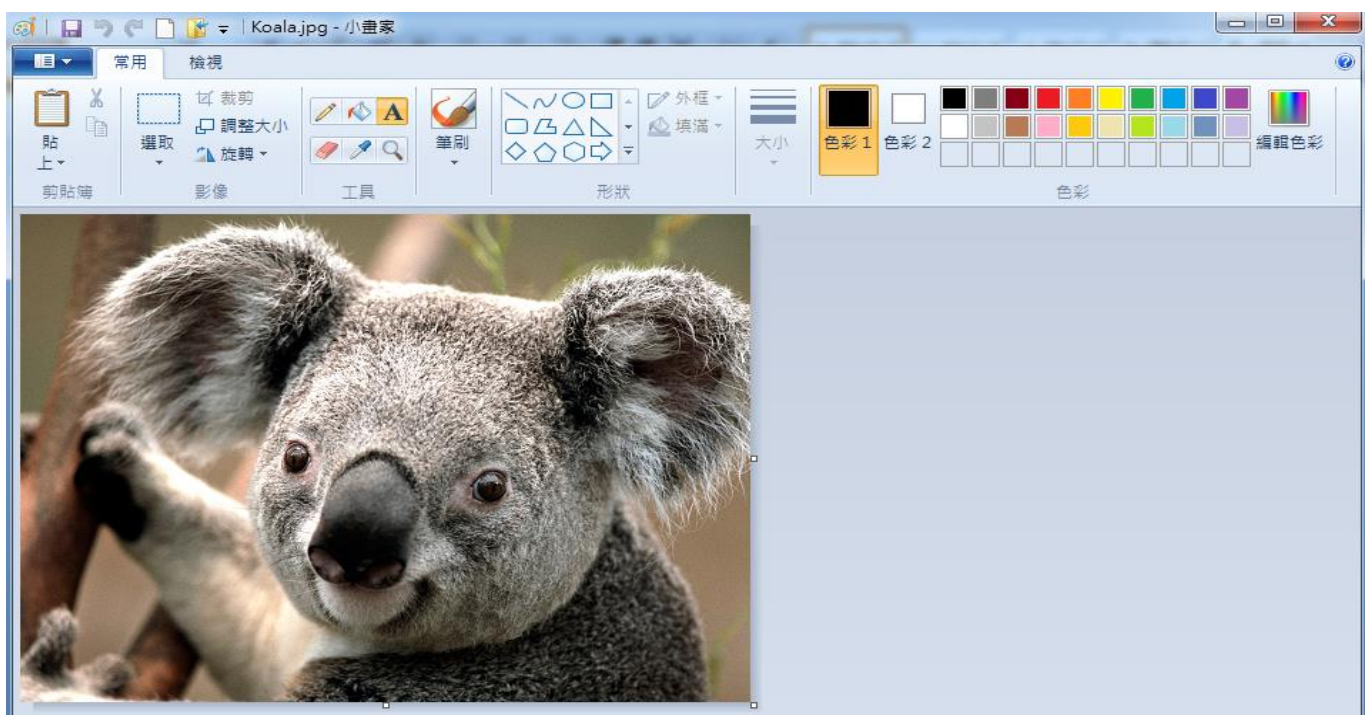 Koala.jpg - 小畫家
常用 檢視
貼上
剪貼簿
選取
裁剪
調整大小
旋轉
影像
A
工具
筆刷
外框
填滿
形狀
大小
色彩 1
色彩 2
編輯色彩
色彩